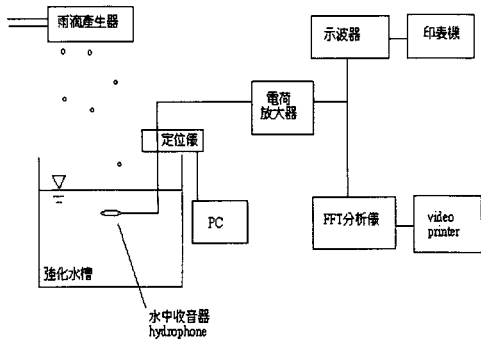 雨滴產生器
示波器
印表機
電荷
放大器
定位儀
PC
FFT分析儀
video
printer
強化水槽
水中收音器
hydrophone